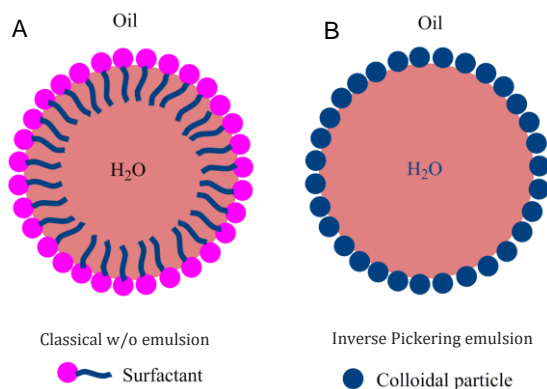 A
Oil
H₂O
Classical w/o emulsion
Surfactant
B
Oil
H₂O
Inverse Pickering emulsion
Colloidal particle